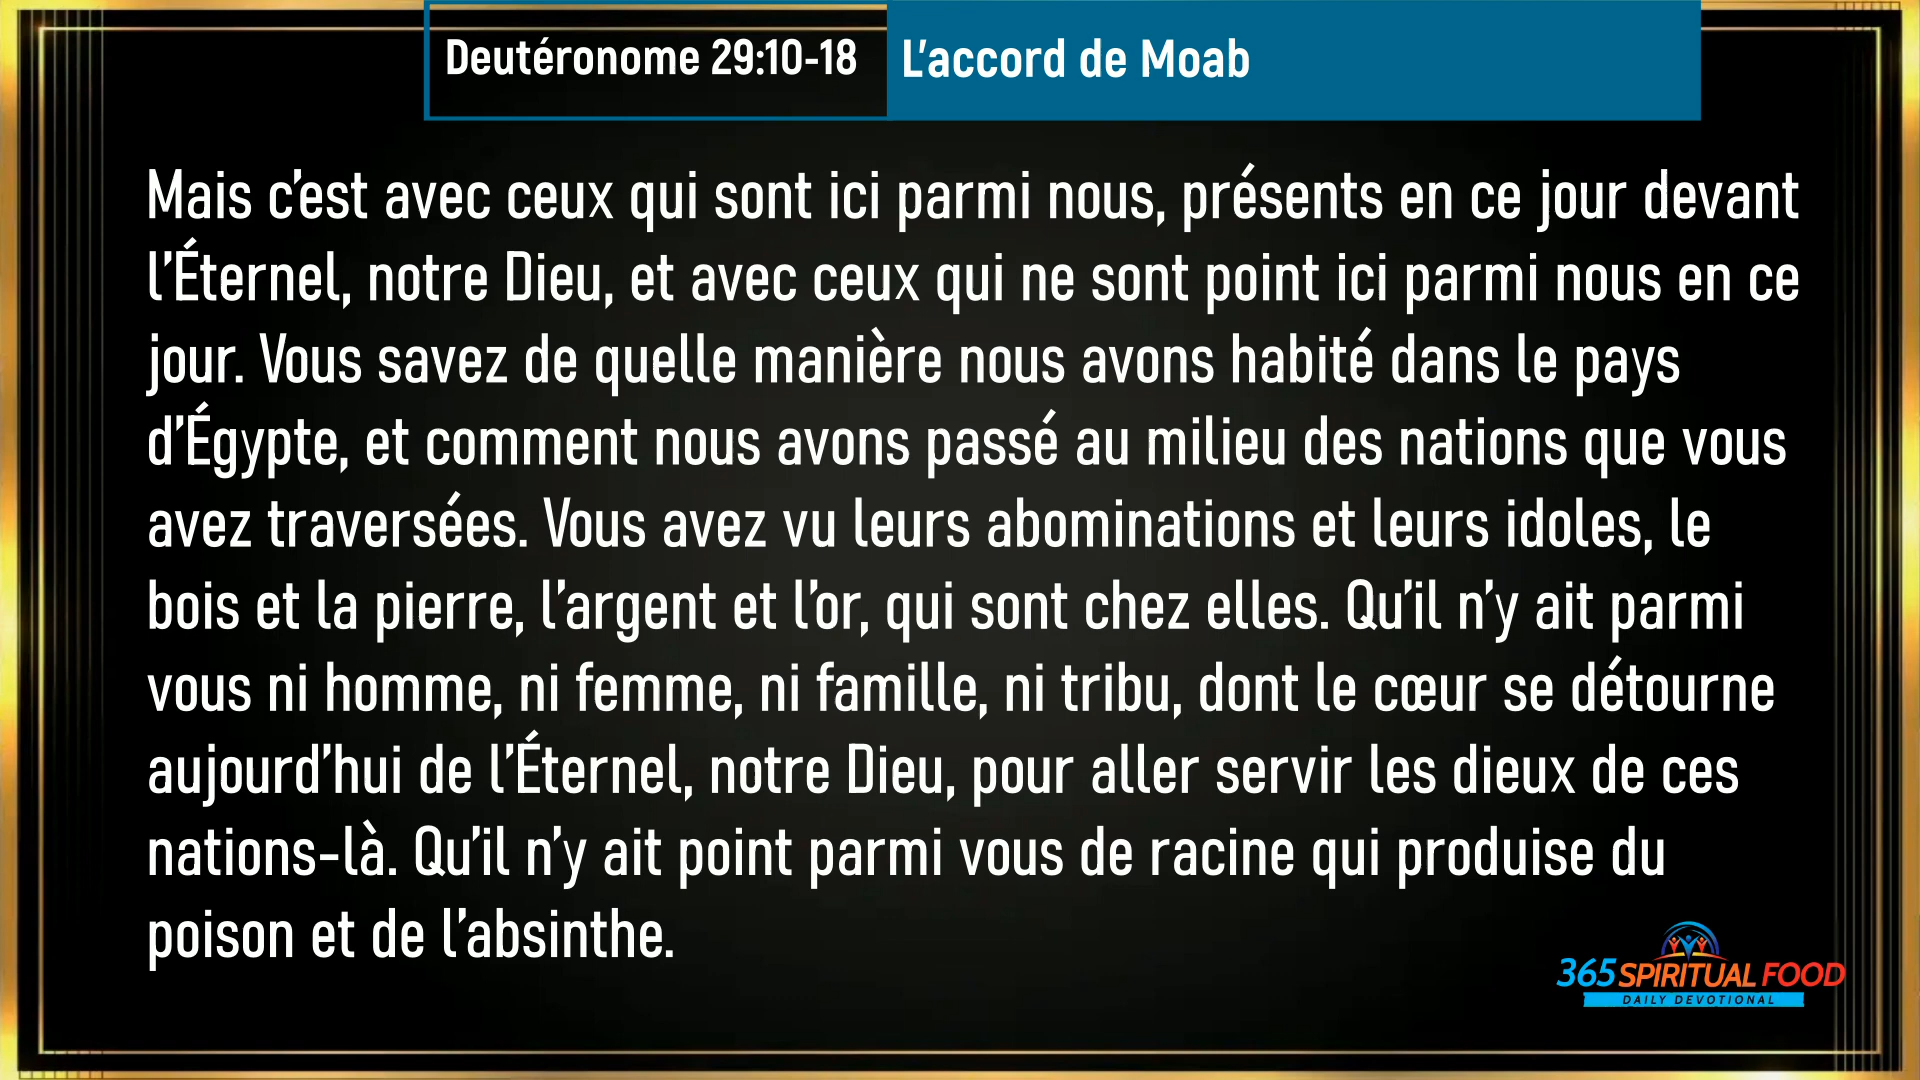 Deutéronome 29:10-18
L'accord de Moab
Mais c'est avec ceux qui sont ici parmi nous, présents en ce jour devant
l'Éternel, notre Dieu, et avec ceux qui ne sont point ici parmi nous en ce
jour. Vous savez de quelle manière nous avons habité dans le pays
d'Égypte, et comment nous avons passé au milieu des nations que vous
avez traversées. Vous avez vu leurs abominations et leurs idoles, le
bois et la pierre, l'argent et l'or, qui sont chez elles. Qu'il n'y ait parmi
vous ni homme, ni femme, ni famille, ni tribu, dont le cœur se détourne
aujourd'hui de l'Éternel, notre Dieu, pour aller servir les dieux de ces
nations-là. Qu'il n'y ait point parmi vous de racine qui produise du
poison et de l'absinthe.
365 SPIRITUAL FOOD
DAILY DEVOTIONAL